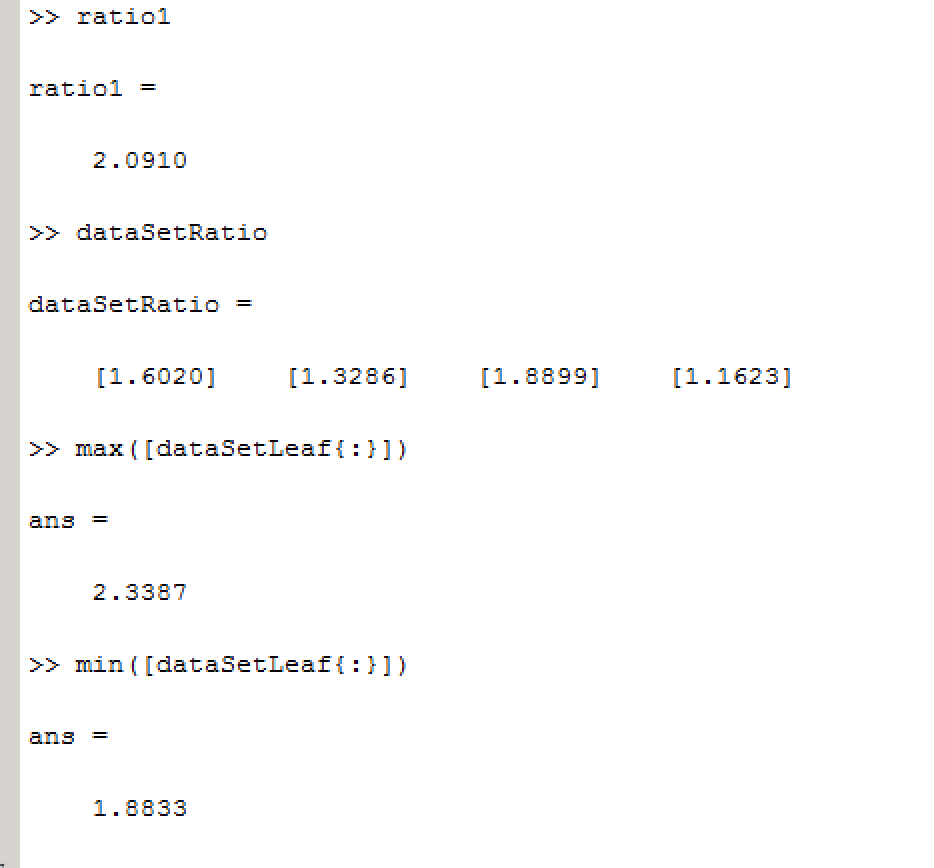 >> ratio1
ratio1 =
2.0910
>> dataSetRatio
dataSetRatio =
[1.6020] [1.3286] [1.8899] [1.1623]
>> max([dataSetLeaf{:}])
ans =
2.3387
>> min([dataSetLeaf{:}])
ans =
1.8833